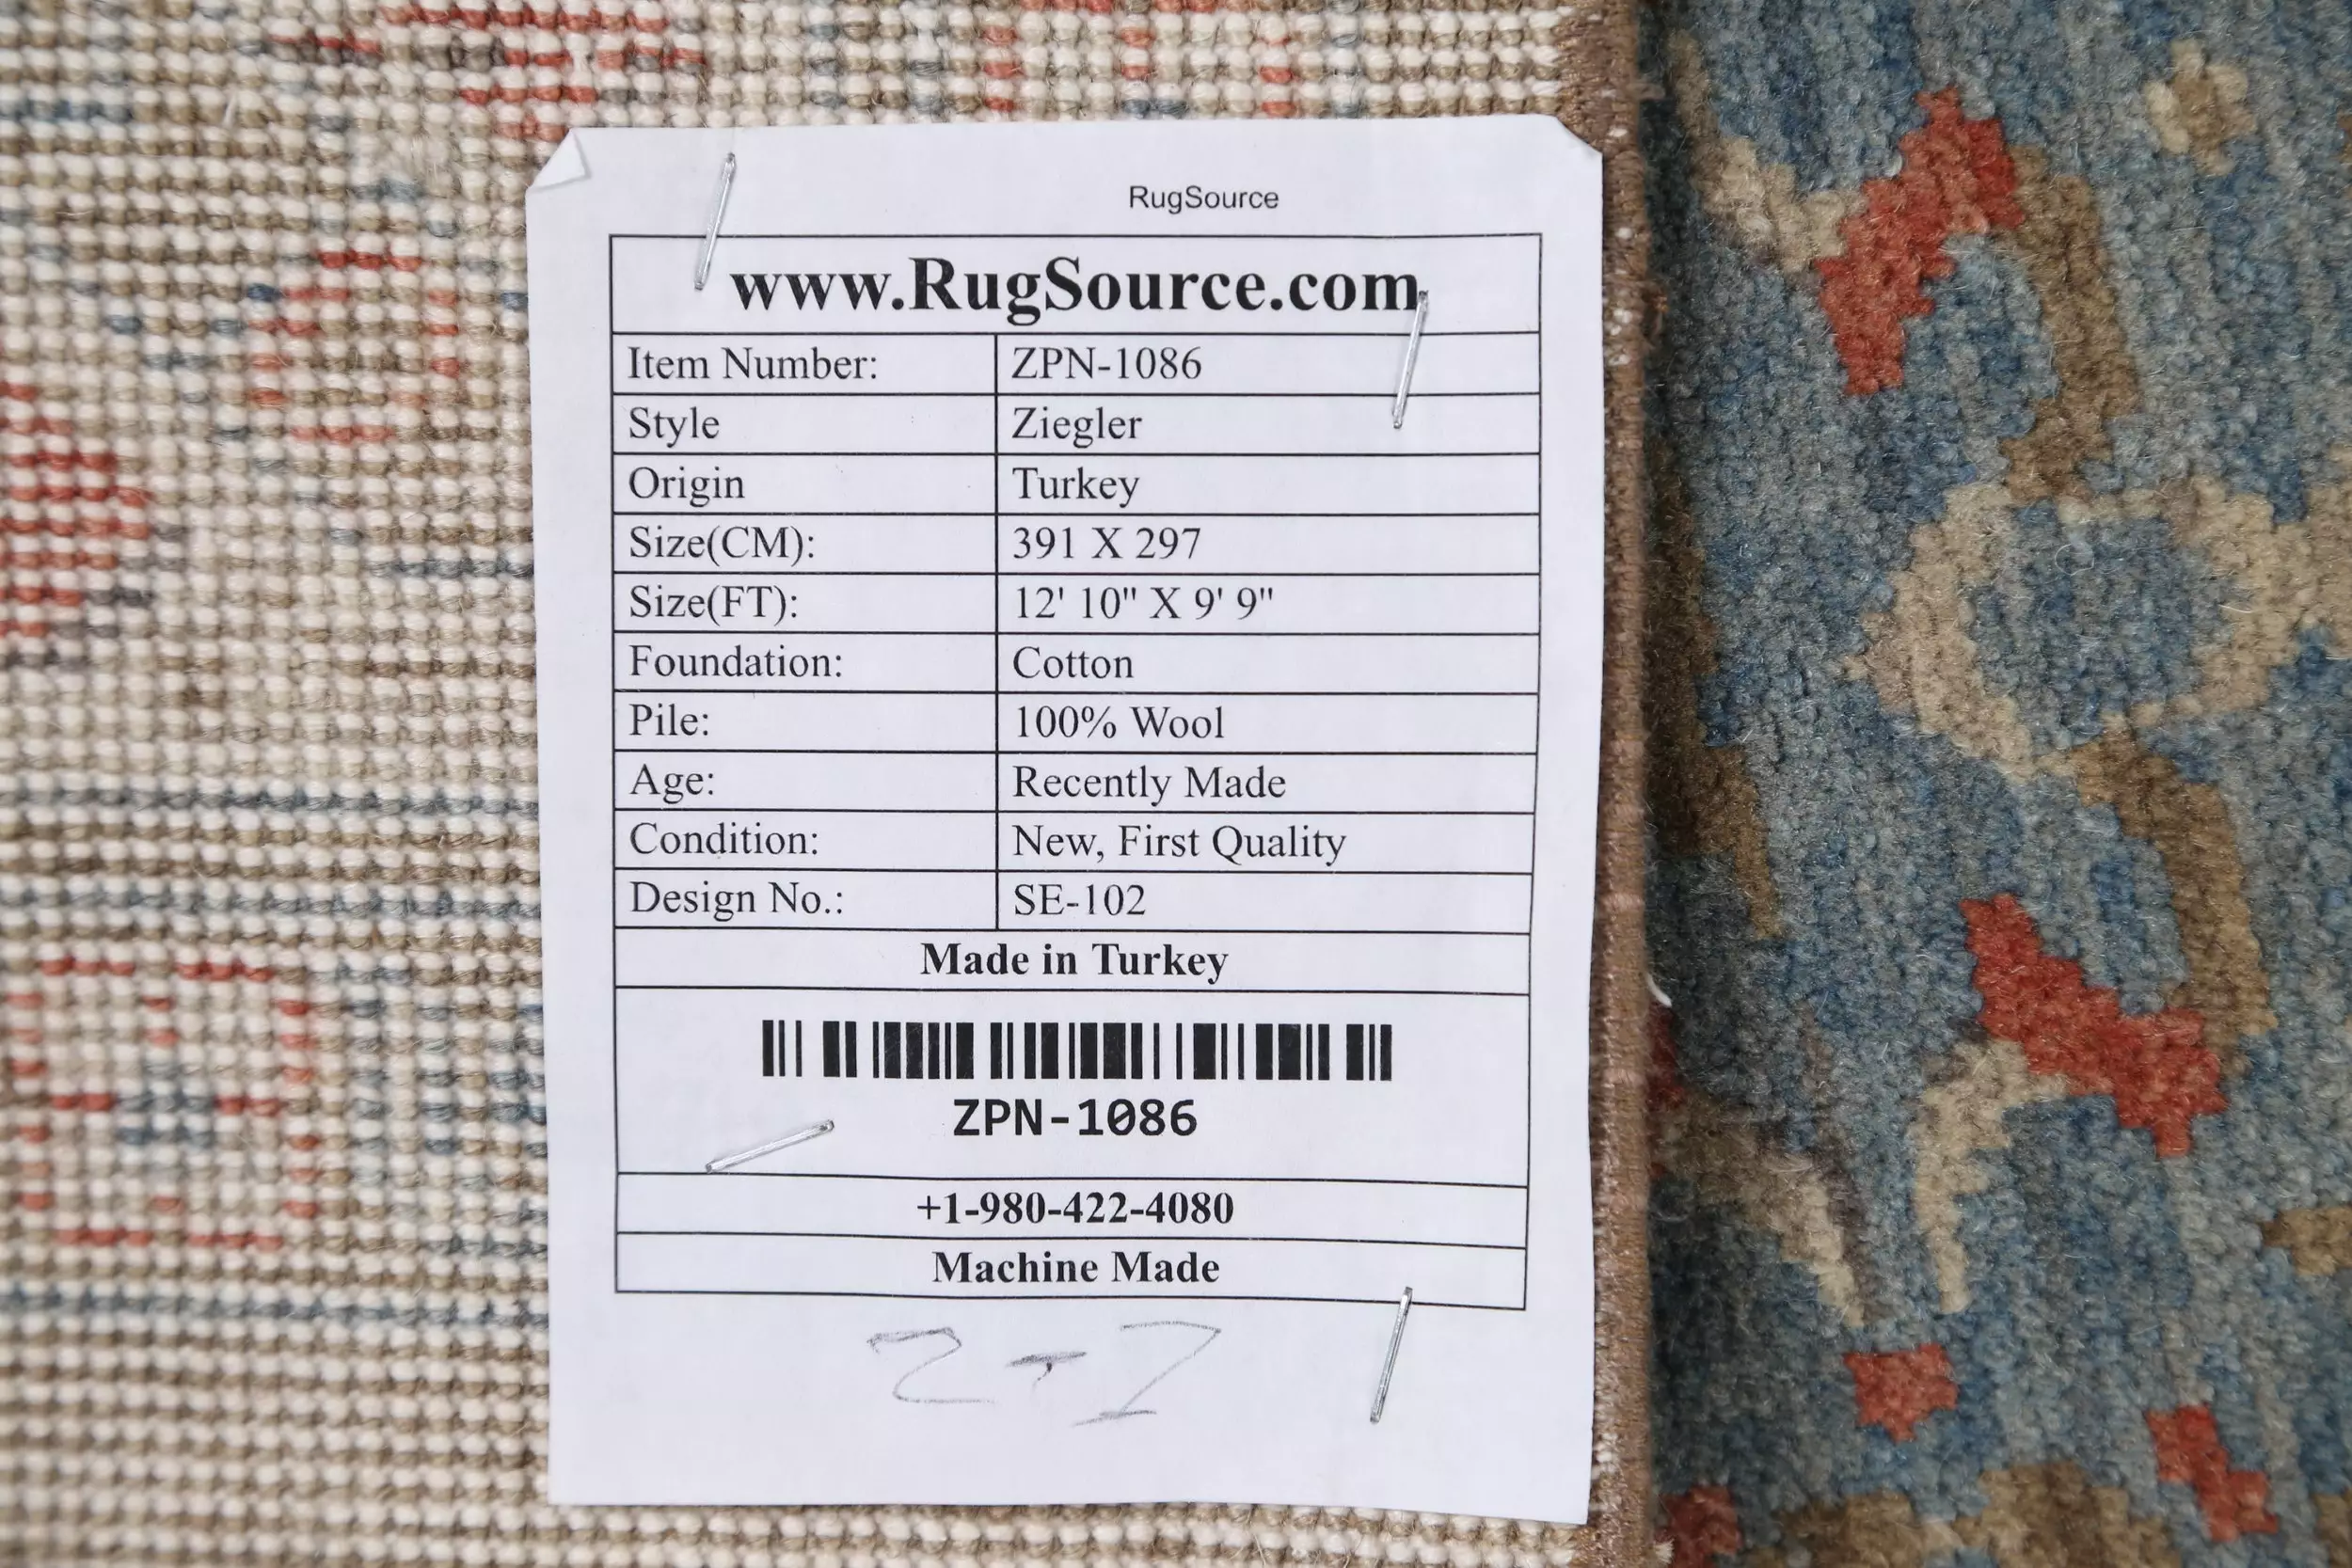 RugSource
www.RugSource.com
Item Number: ZPN-1086
Style Ziegler
Origin Turkey
Size(CM): 391 X 297
Size(FT): 12' 10" X 9' 9"
Foundation: Cotton
Pile: 100% Wool
Age: Recently Made
Condition: New, First Quality
Design No.: SE-102
Made in Turkey
ZPN-1086
+1-980-422-4080
Machine Made